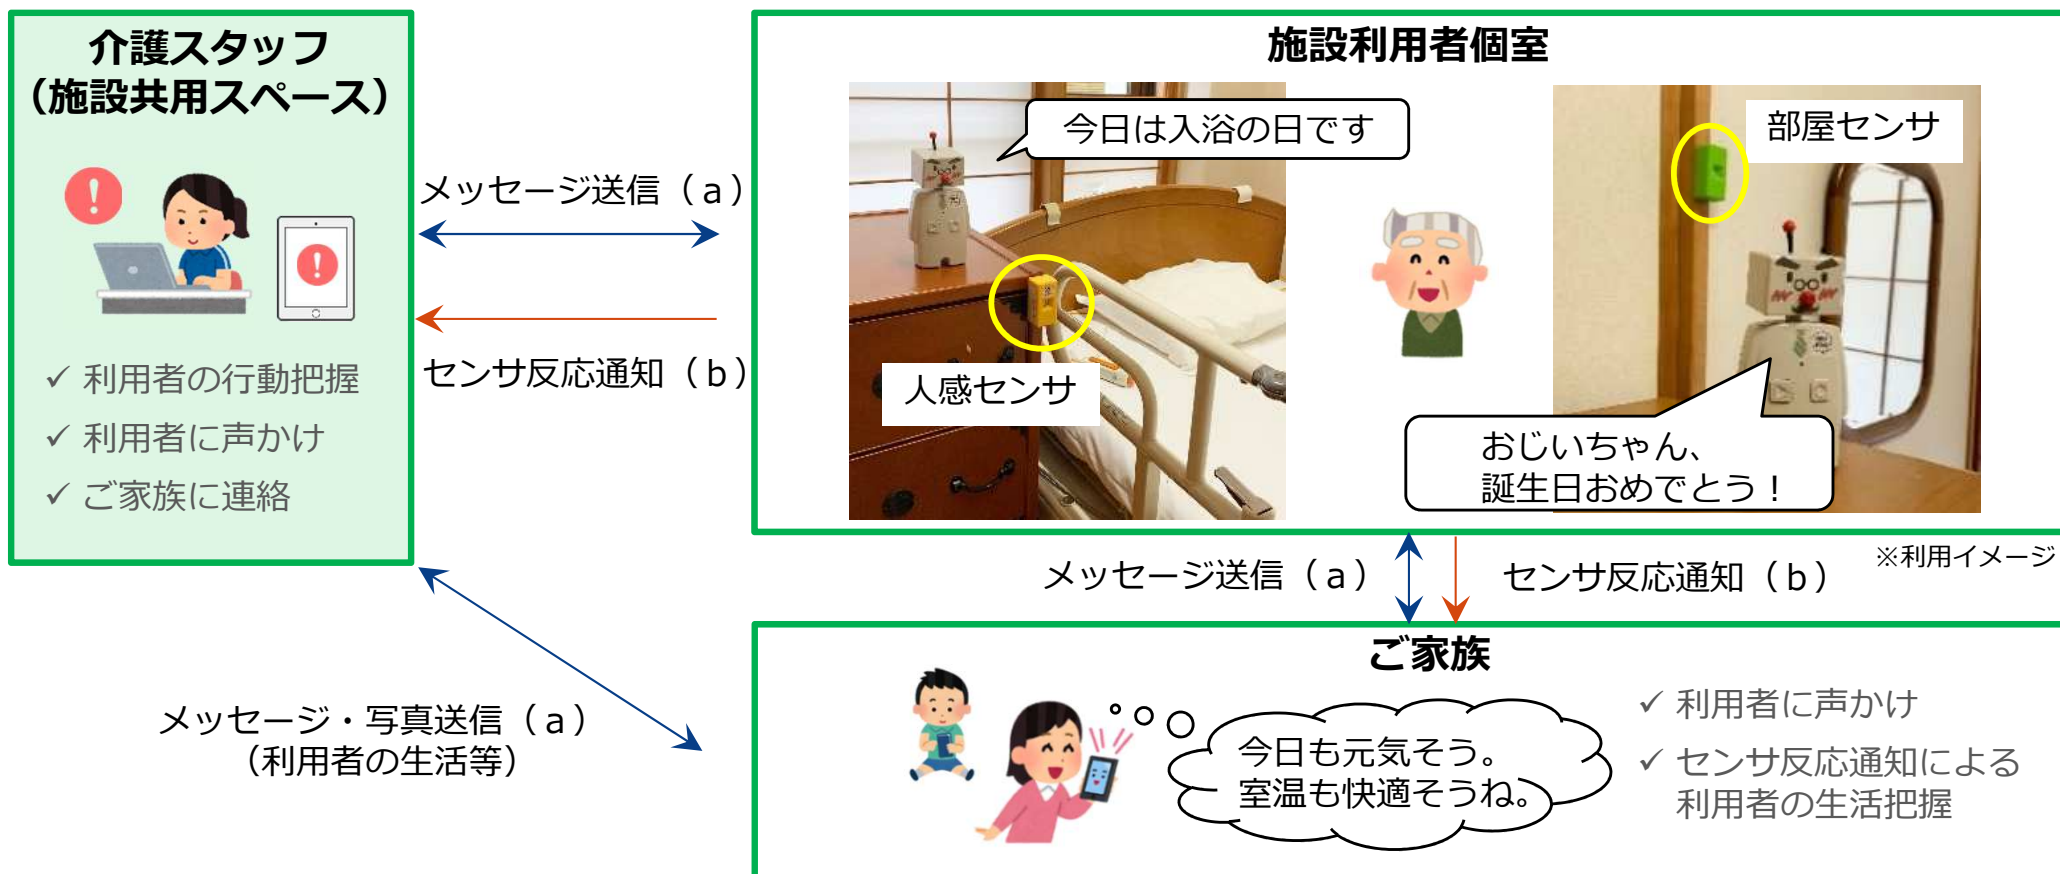 介護スタッフ
（施設共用スペース）
✓ 利用者の行動把握
✓ 利用者に声かけ
✓ ご家族に連絡
メッセージ送信（a）
センサ反応通知（b）
施設利用者個室
今日は入浴の日です
人感センサ
部屋センサ
おじいちゃん、
誕生日おめでとう！
メッセージ送信（a）
センサ反応通知（b）
※利用イメージ
メッセージ・写真送信（a）
（利用者の生活等）
ご家族
今日も元気そう。
室温も快適そうね。
✓ 利用者に声かけ
✓ センサ反応通知による
利用者の生活把握